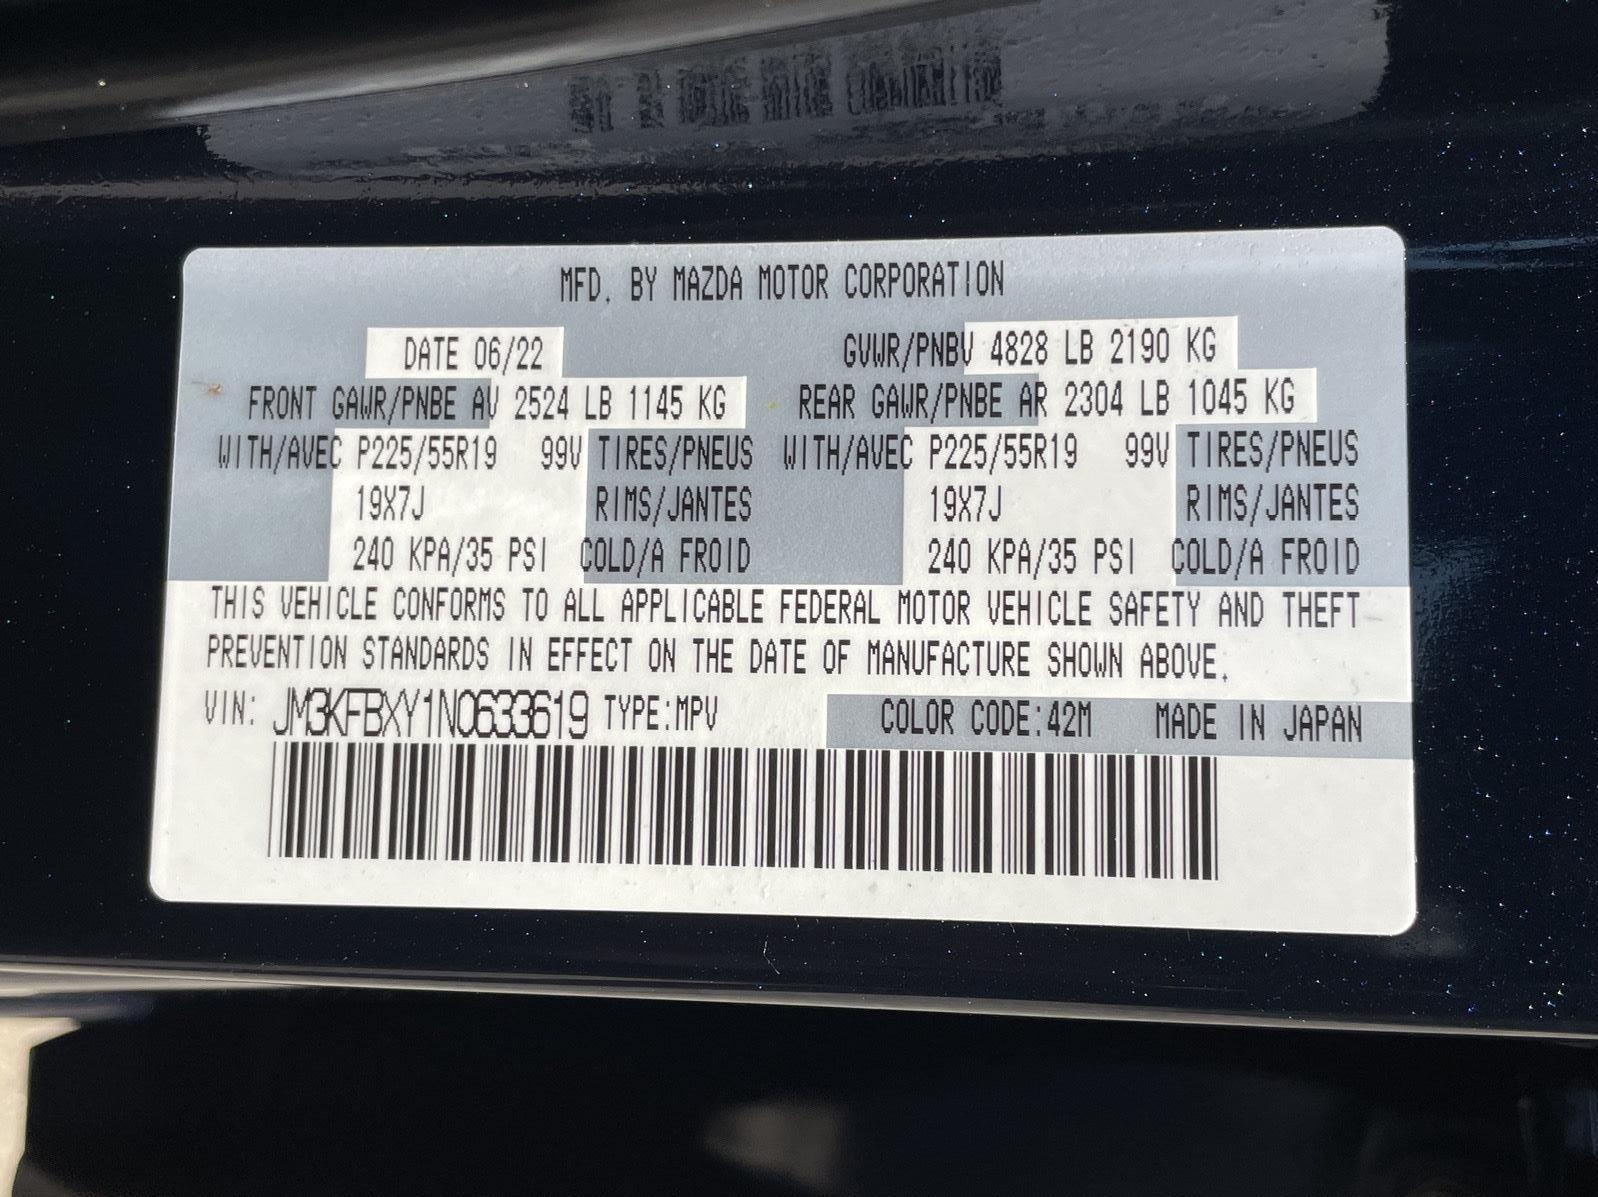 MFD. BY MAZDA MOTOR CORPORATION
DATE 06/22 GVWR/PNBV 4828 LB 2190 KG
FRONT GAWR/PNBE AV 2524 LB 1145 KG REAR GAWR/PNBE AR 2304 LB 1045 KG
WITH/AVEC P225/55R19 99V TIRES/PNEUS WITH/AVEC P225/55R19 99V TIRES/PNEUS
19X7J RIMS/JANTES 19X7J RIMS/JANTES
240 KPA/35 PSI COLD/A FROID 240 KPA/35 PSI COLD/A FROID
THIS VEHICLE CONFORMS TO ALL APPLICABLE FEDERAL MOTOR VEHICLE SAFETY AND THEFT
PREVENTION STANDARDS IN EFFECT ON THE DATE OF MANUFACTURE SHOWN ABOVE.
VIN: JM3KFBXY1N0633619 TYPE:MPV COLOR CODE:42M MADE IN JAPAN